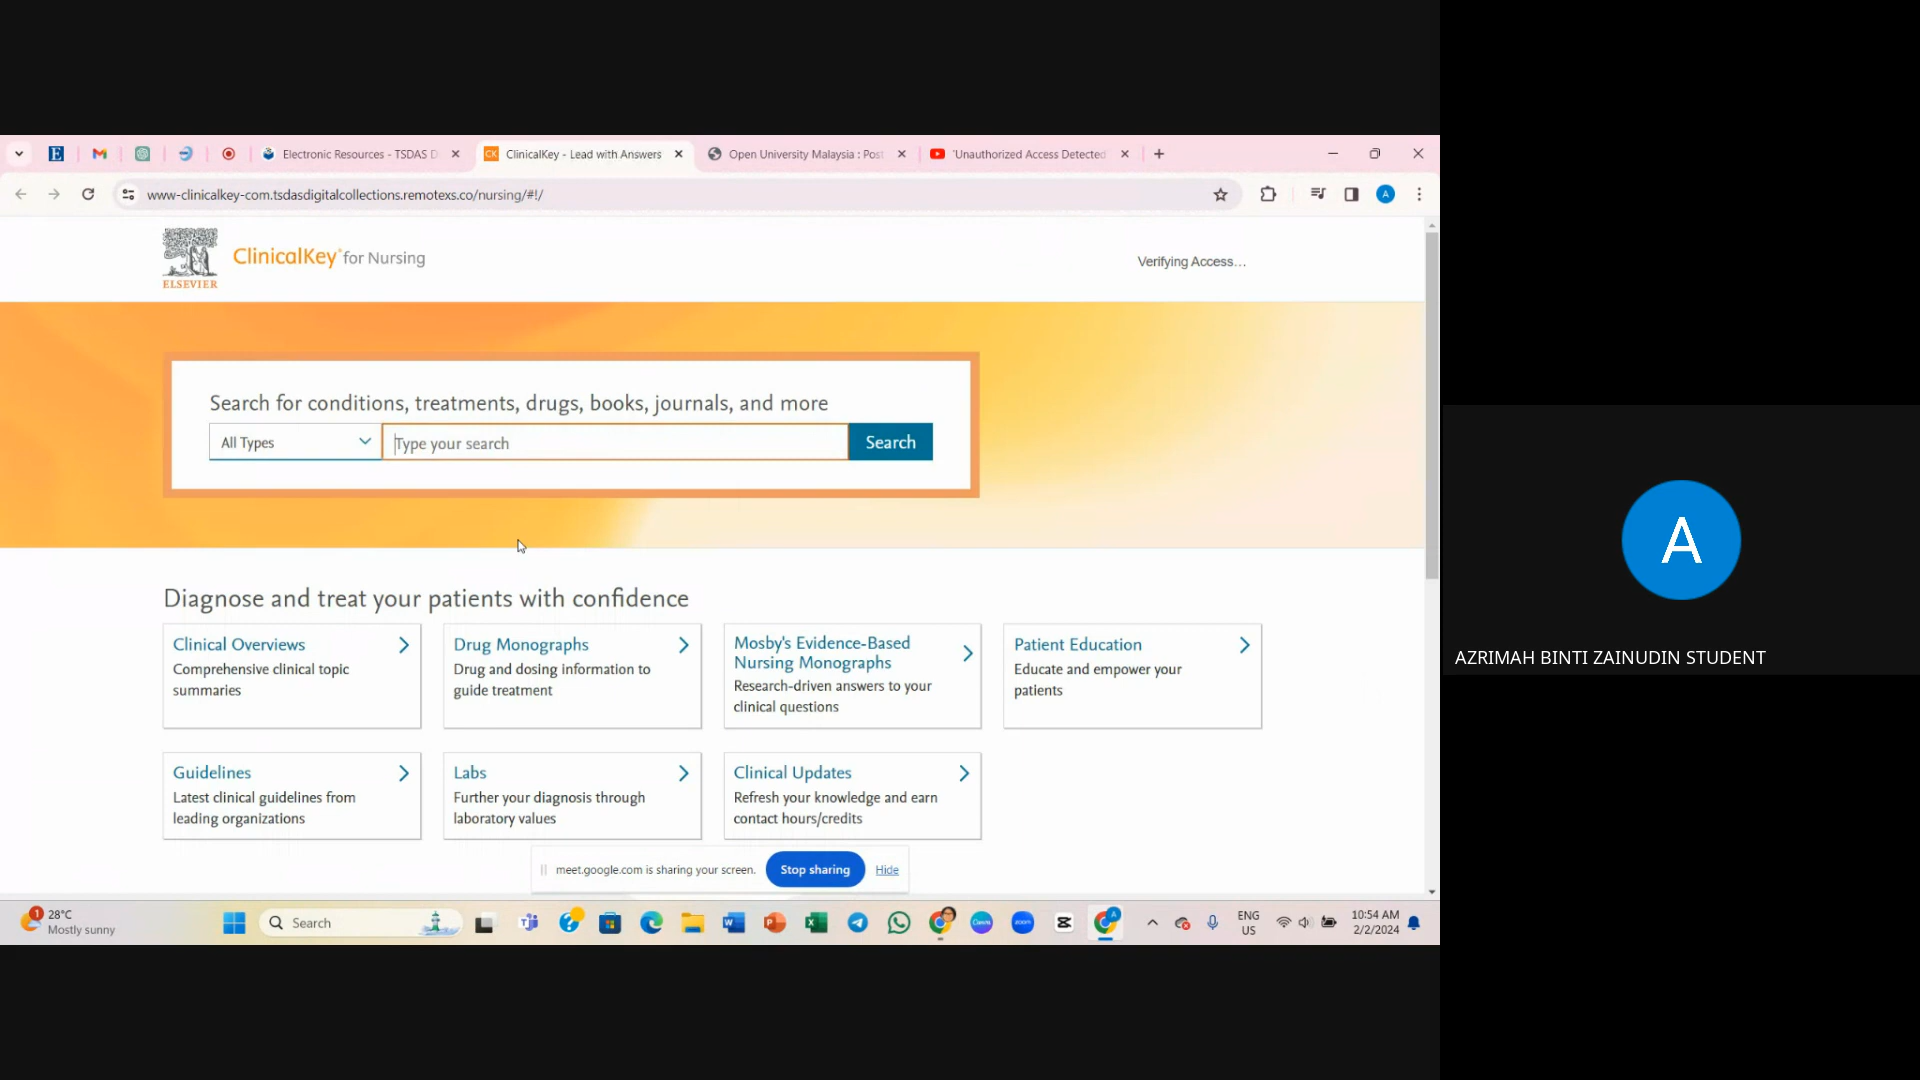 Electronic Resources - TSDAS D
ClinicalKey - Lead with Answers
Open University Malaysia : Post
'Unauthorized Access Detected
www-clinicalkey-com.tsdasdigitalcollections.remotexs.co/nursing/#!/
A
ELSEVIER
ClinicalKey® for Nursing
Verifying Access...
Search for conditions, treatments, drugs, books, journals, and more
All Types
Type your search
Search
Diagnose and treat your patients with confidence
Clinical Overviews
Comprehensive clinical topic
summaries
Drug Monographs
Drug and dosing information to
guide treatment
Mosby's Evidence-Based
Nursing Monographs
Research-driven answers to your
clinical questions
Patient Education
Educate and empower your
patients
Guidelines
Latest clinical guidelines from
leading organizations
Labs
Further your diagnosis through
laboratory values
Clinical Updates
Refresh your knowledge and earn
contact hours/credits
meet.google.com is sharing your screen.
Stop sharing
Hide
1
28°C
Mostly sunny
Search
ENG
US
10:54 AM
2/2/2024
A
AZRIMAH BINTI ZAINUDIN STUDENT